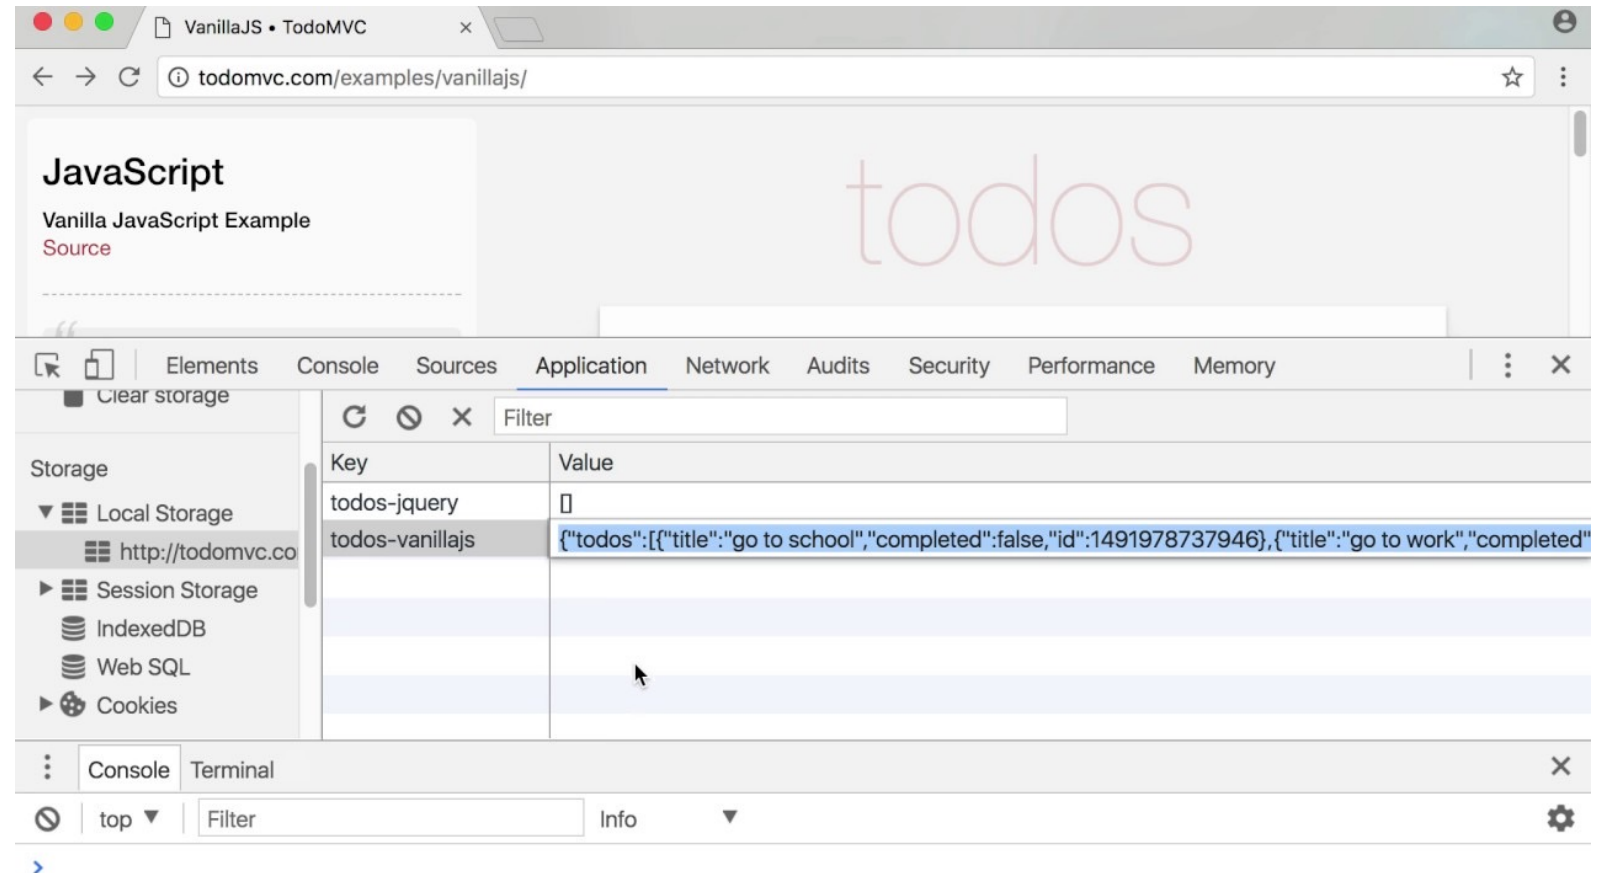 VanillaJS • TodoMVC
todomvc.com/examples/vanillajs/
JavaScript
Vanilla JavaScript Example
Source
“
todos
Elements Console Sources Application Network Audits Security Performance Memory
Clear storage
Filter
Storage
Key Value
Local Storage
todos-jquery []
http://todomvc.co
todos-vanillajs {"todos":[{"title":"go to school","completed":false,"id":1491978737946},{"title":"go to work","completed"
Session Storage
IndexedDB
Web SQL
Cookies
Console Terminal
top Filter Info